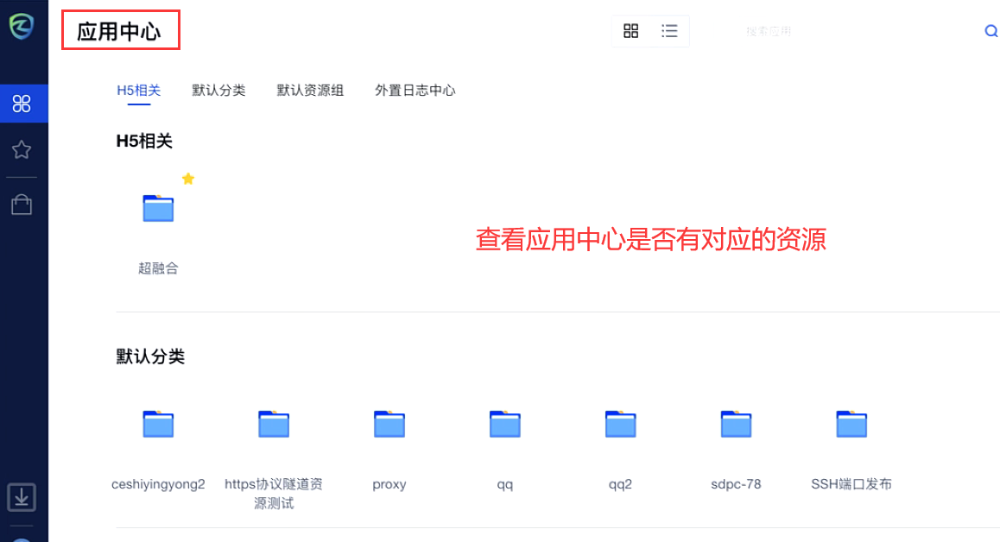 应用中心
搜索应用
H5相关 默认分类 默认资源组 外置日志中心
H5相关
查看应用中心是否有对应的资源
超融合
默认分类
ceshiyingyong2
https协议隧道资
源测试
proxy
qq
qq2
sdpc-78
SSH端口发布